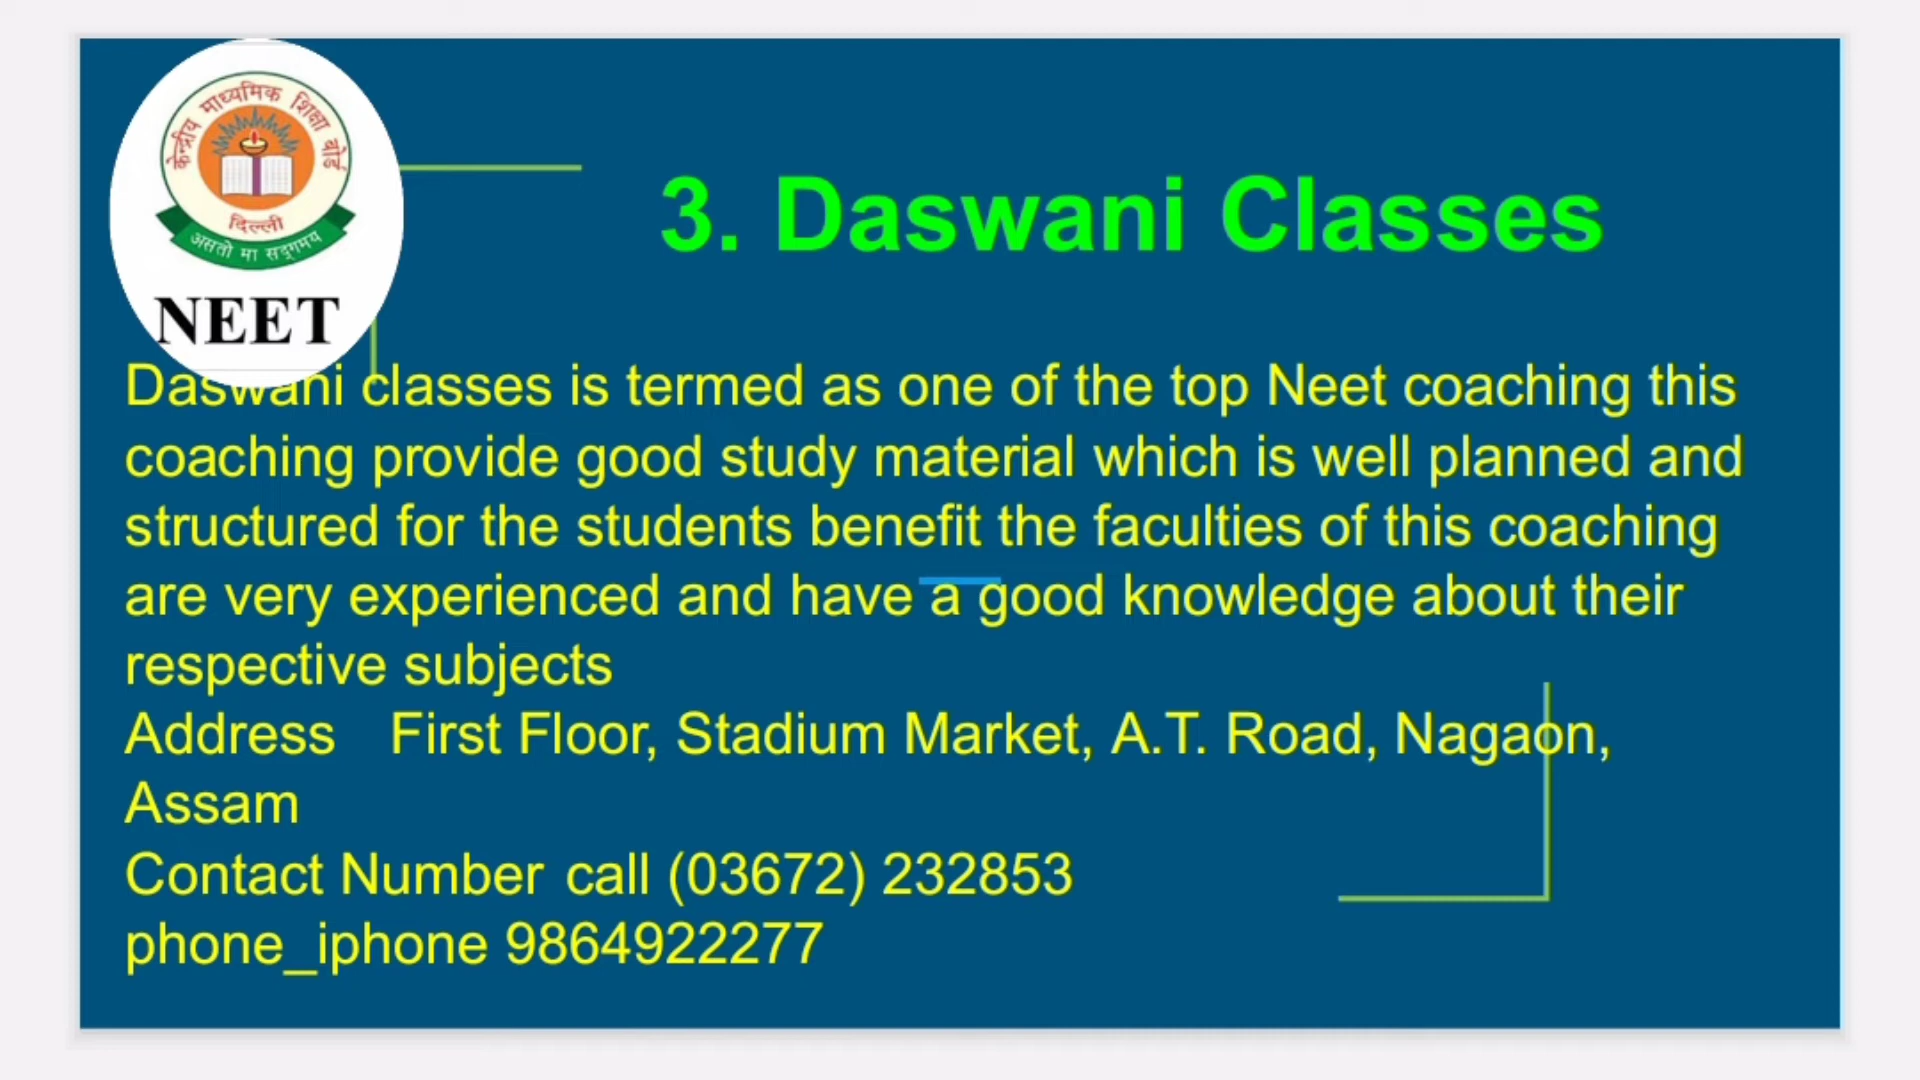 केन्द्रीय माध्यमिक शिक्षा बोर्ड
दिल्ली
असतो मा सद्गमय
NEET
3. Daswani Classes
Daswani classes is termed as one of the top Neet coaching this
coaching provide good study material which is well planned and
structured for the students benefit the faculties of this coaching
are very experienced and have a good knowledge about their
respective subjects
Address First Floor, Stadium Market, A.T. Road, Nagaon,
Assam
Contact Number call (03672) 232853
phone_iphone 9864922277